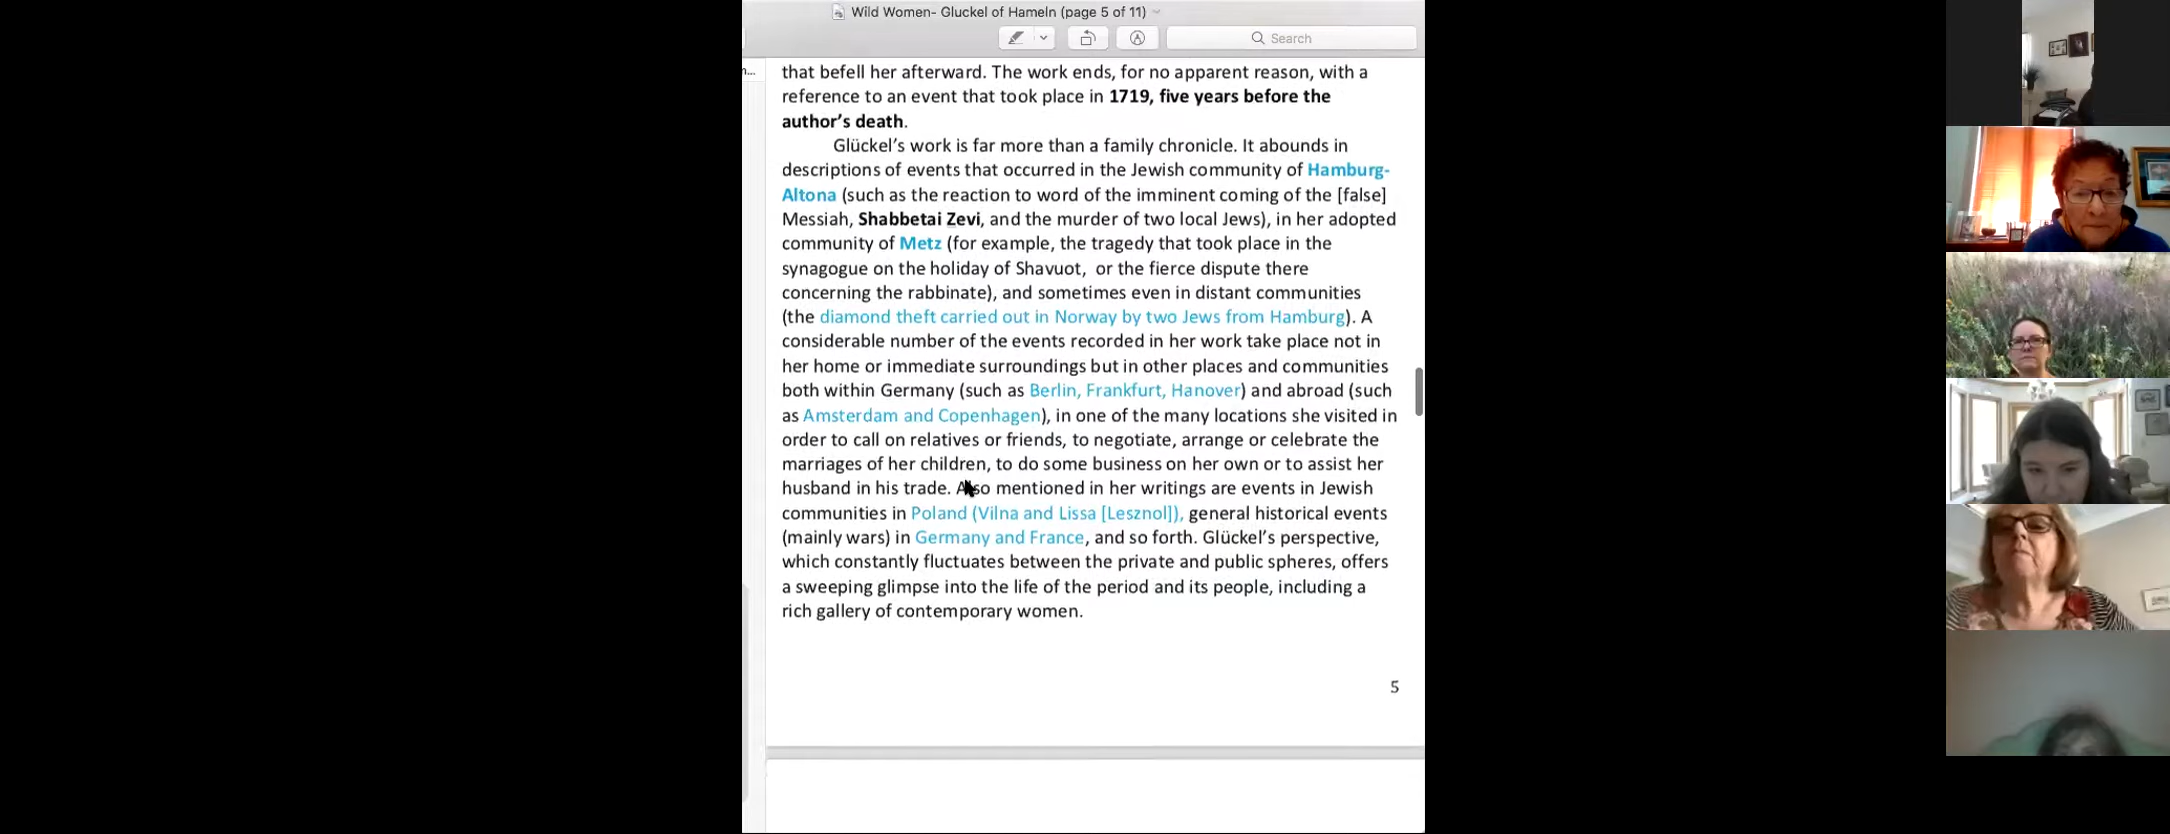 Wild Women- Gluckel of Hameln (page 5 of 11)
Search
n...
that befell her afterward. The work ends, for no apparent reason, with a
reference to an event that took place in 1719, five years before the
author’s death.
Glückel’s work is far more than a family chronicle. It abounds in
descriptions of events that occurred in the Jewish community of Hamburg-
Altona (such as the reaction to word of the imminent coming of the [false]
Messiah, Shabbetai Zevi, and the murder of two local Jews), in her adopted
community of Metz (for example, the tragedy that took place in the
synagogue on the holiday of Shavuot, or the fierce dispute there
concerning the rabbinate), and sometimes even in distant communities
(the diamond theft carried out in Norway by two Jews from Hamburg). A
considerable number of the events recorded in her work take place not in
her home or immediate surroundings but in other places and communities
both within Germany (such as Berlin, Frankfurt, Hanover) and abroad (such
as Amsterdam and Copenhagen), in one of the many locations she visited in
order to call on relatives or friends, to negotiate, arrange or celebrate the
marriages of her children, to do some business on her own or to assist her
husband in his trade. Also mentioned in her writings are events in Jewish
communities in Poland (Vilna and Lissa [Lesznol]), general historical events
(mainly wars) in Germany and France, and so forth. Glückel’s perspective,
which constantly fluctuates between the private and public spheres, offers
a sweeping glimpse into the life of the period and its people, including a
rich gallery of contemporary women.
5